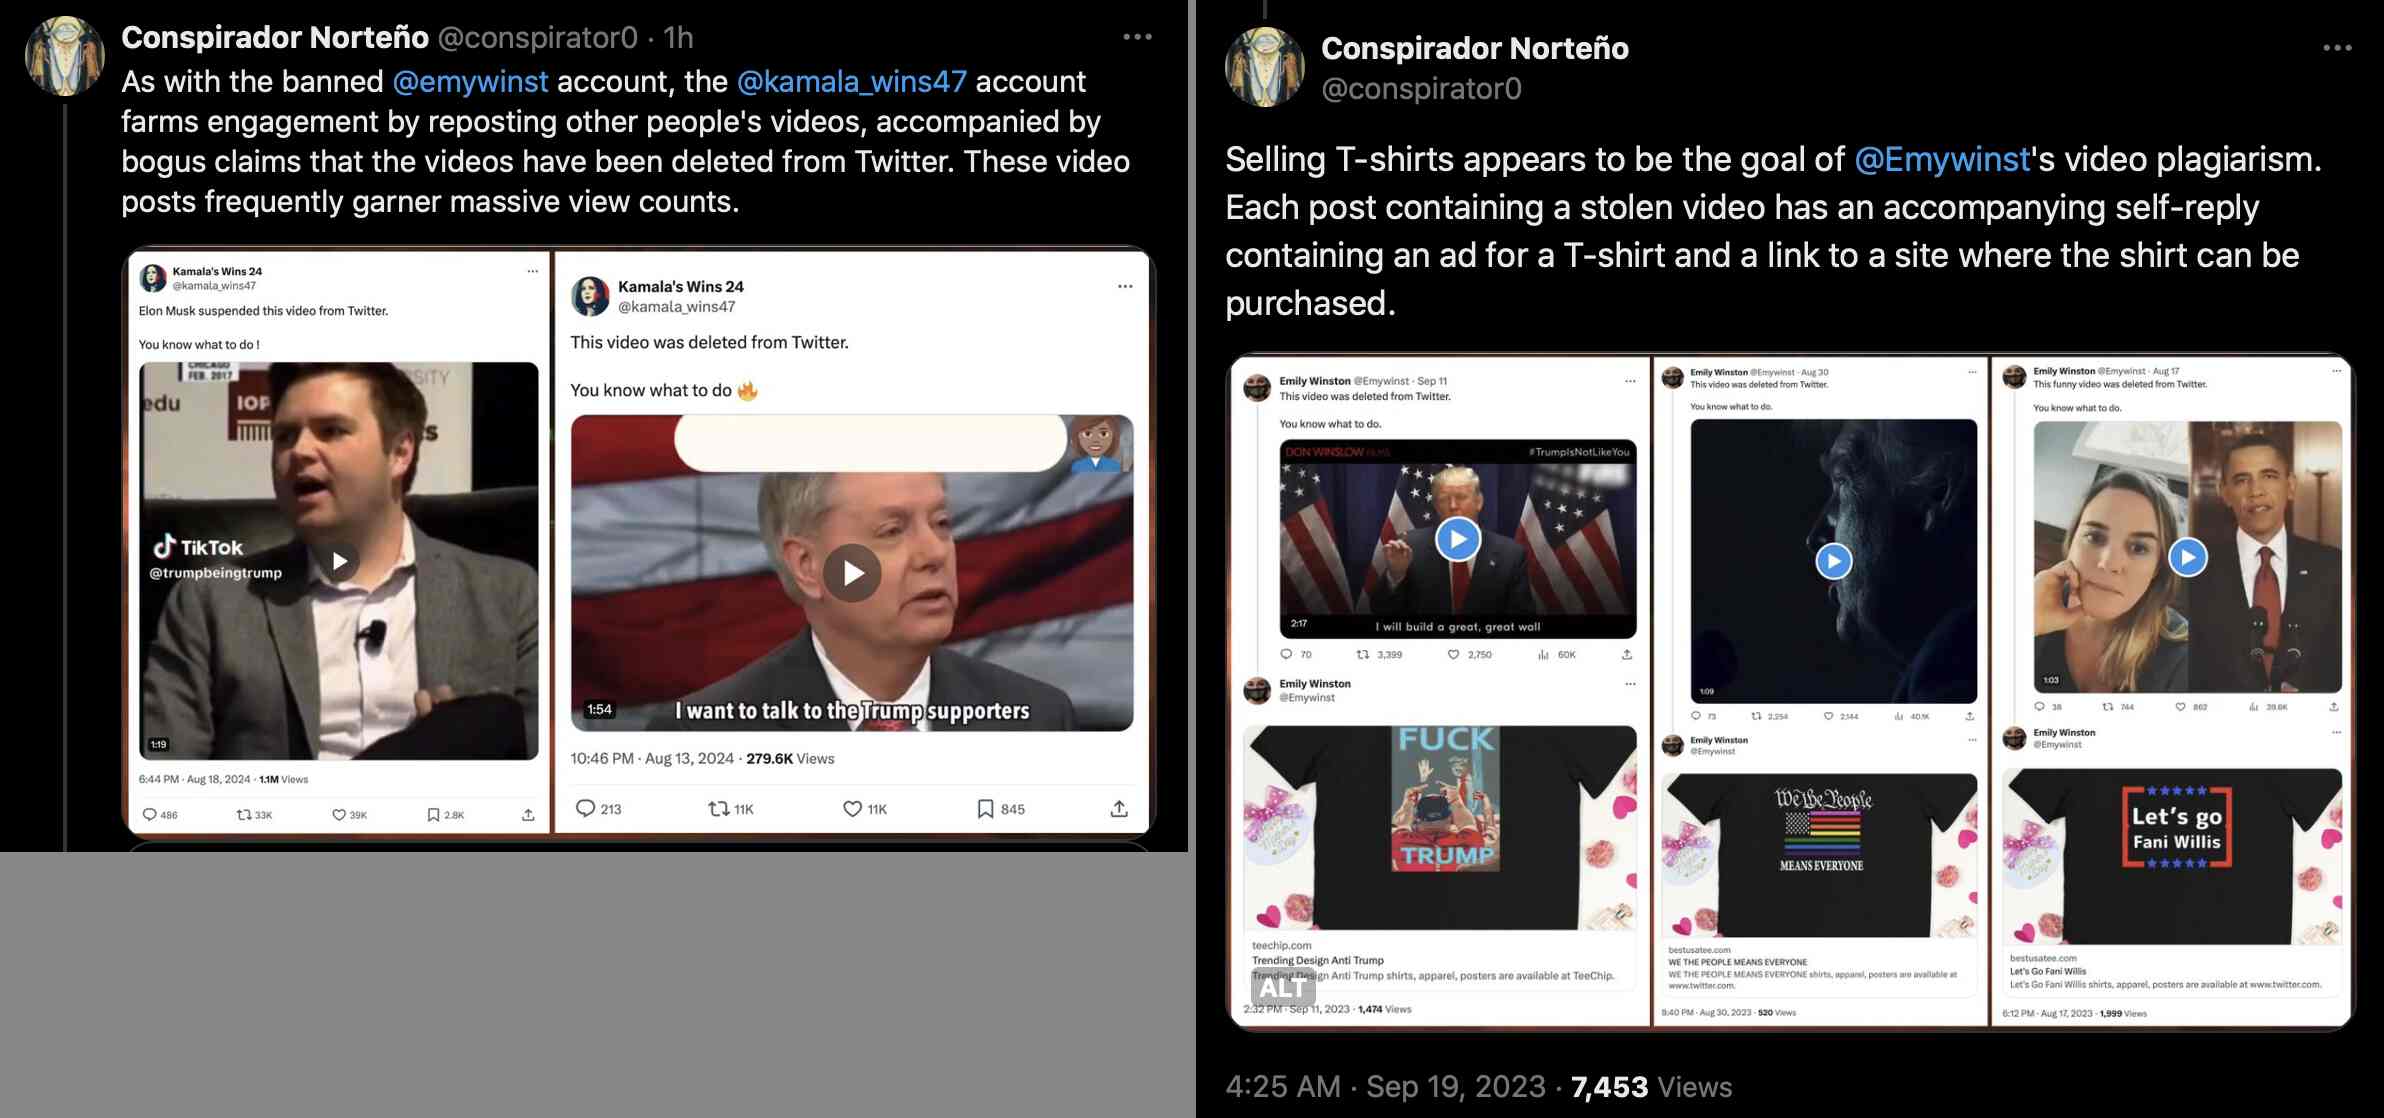 Conspirador Norteño @conspirator0 · 1h
As with the banned @emywinst account, the @kamala_wins47 account
farms engagement by reposting other people's videos, accompanied by
bogus claims that the videos have been deleted from Twitter. These video
posts frequently garner massive view counts.
Kamala's Wins 24
@kamala_wins47
Elon Musk suspended this video from Twitter.
You know what to do !
CHICAGO
FEB. 2017
SITY
edu
IOP
TikTok
@trumpbeingtrump
1:19
6:44 PM · Aug 18, 2024 · 1.1M Views
486 33K 39K 2.8K
Kamala's Wins 24
@kamala_wins47
This video was deleted from Twitter.
You know what to do 🔥
1:54
I want to talk to the Trump supporters
10:46 PM · Aug 13, 2024 · 279.6K Views
213 11K 11K 845
Conspirador Norteño
@conspirator0
Selling T-shirts appears to be the goal of @Emywinst's video plagiarism.
Each post containing a stolen video has an accompanying self-reply
containing an ad for a T-shirt and a link to a site where the shirt can be
purchased.
Emily Winston @Emywinst · Sep 11
This video was deleted from Twitter.
You know what to do.
DON WINSLOW FILMS #TrumpIsNotLikeYou
2:17
I will build a great, great wall
70 3,399 2,750 60K
Emily Winston
@Emywinst
FUCK
TRUMP
teechip.com
Trending Design Anti Trump
Trending Design Anti Trump shirts, apparel, posters are available at TeeChip.
ALT
2:32 PM · Sep 11, 2023 · 1,474 Views
Emily Winston @Emywinst · Aug 30
This video was deleted from Twitter.
You know what to do.
1:09
73 2,254 2,144 40.1K
Emily Winston
@Emywinst
We The People
MEANS EVERYONE
bestusatee.com
WE THE PEOPLE MEANS EVERYONE
WE THE PEOPLE MEANS EVERYONE shirts, apparel, posters are available at
www.twitter.com.
9:40 PM · Aug 30, 2023 · 520 Views
Emily Winston @Emywinst · Aug 17
This funny video was deleted from Twitter.
You know what to do.
1:03
38 744 862 39.6K
Emily Winston
@Emywinst
Let's go
Fani Willis
bestusatee.com
Let's Go Fani Willis
Let's Go Fani Willis shirts, apparel, posters are available at www.twitter.com.
6:12 PM · Aug 17, 2023 · 1,999 Views
4:25 AM · Sep 19, 2023 · 7,453 Views